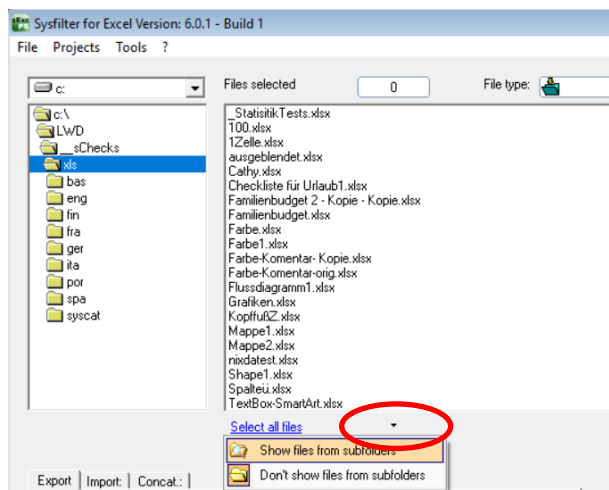 Sysfilter for Excel Version: 6.0.1 - Build 1
File Projects Tools ?
c:
Files selected 0 File type:
c:\
LWD
__sChecks
xls
bas
eng
fin
fra
ger
ita
por
spa
syscat
_StatisitikTests.xlsx
100.xlsx
1Zelle.xlsx
ausgeblendet.xlsx
Cathy.xlsx
Checkliste für Urlaub1.xlsx
Familienbudget 2 - Kopie - Kopie.xlsx
Familienbudget.xlsx
Farbe.xlsx
Farbe1.xlsx
Farbe-Komentar- Kopie.xlsx
Farbe-Komentar-orig.xlsx
Flussdiagramm1.xlsx
Grafiken.xlsx
KopffußZ.xlsx
Mappe1.xlsx
Mappe2.xlsx
nixdatest.xlsx
Shape1.xlsx
Spalteü.xlsx
TextBox-SmartArt.xlsx
Select all files
Show files from subfolders
Don't show files from subfolders
Export Import: Concat.: